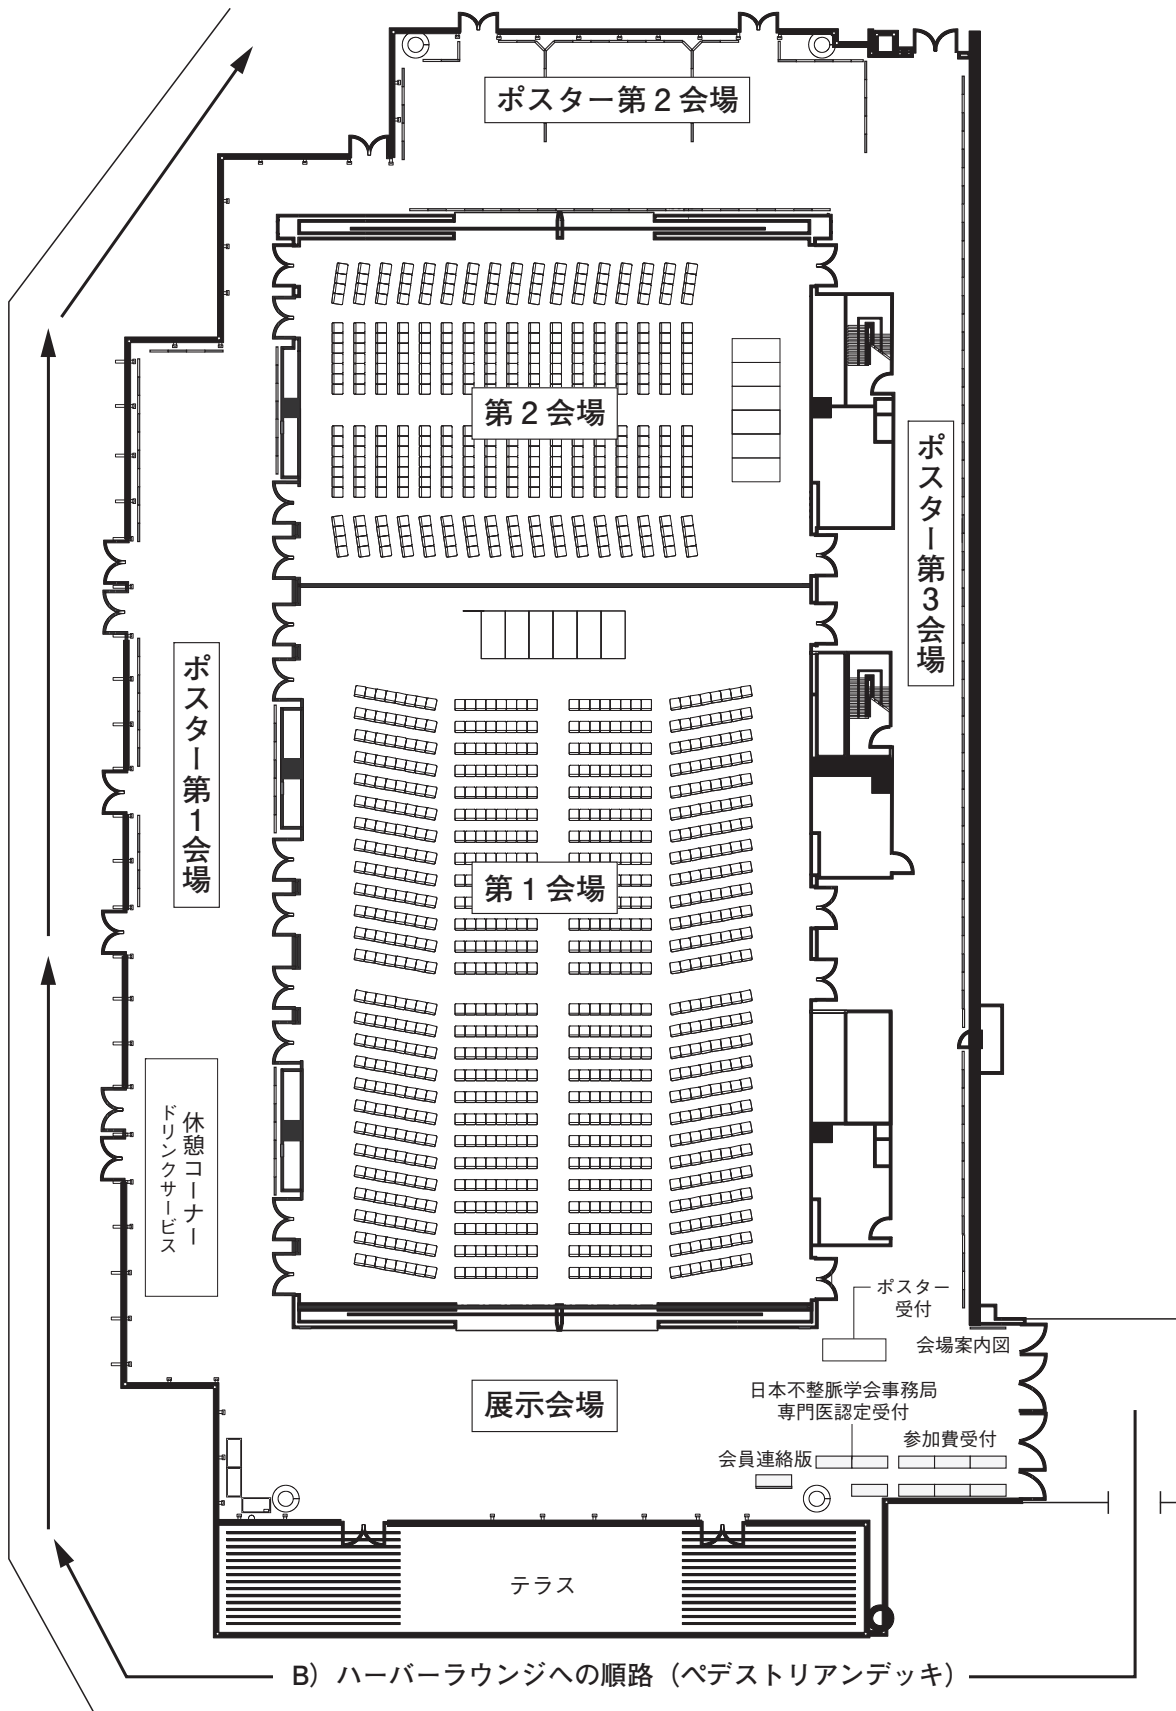 ポスター第2会場
第2会場
ポスター第3会場
ポスター第1会場
第1会場
休憩コーナー
ドリンクサービス
ポスター
受付
会場案内図
展示会場
日本不整脈学会事務局
専門医認定受付
参加費受付
会員連絡版
テラス
B）ハーバーラウンジへの順路（ペデストリアンデッキ）